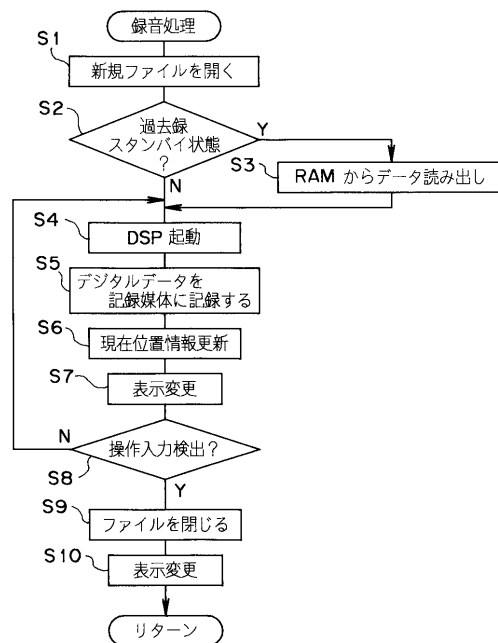 録音処理
S1
新規ファイルを開く
S2
過去録
スタンバイ状態
?
Y
N
S3
RAM からデータ読み出し
S4
DSP 起動
S5
デジタルデータを
記録媒体に記録する
S6
現在位置情報更新
S7
表示変更
N
操作入力検出?
S8
Y
S9
ファイルを閉じる
S10
表示変更
リターン